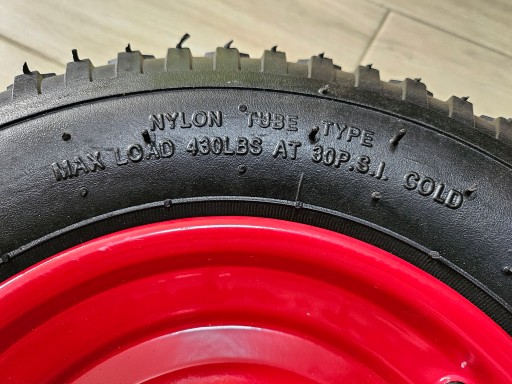 NYLON TUBE TYPE
MAX LOAD 430LBS AT 30P.S.I. COLD